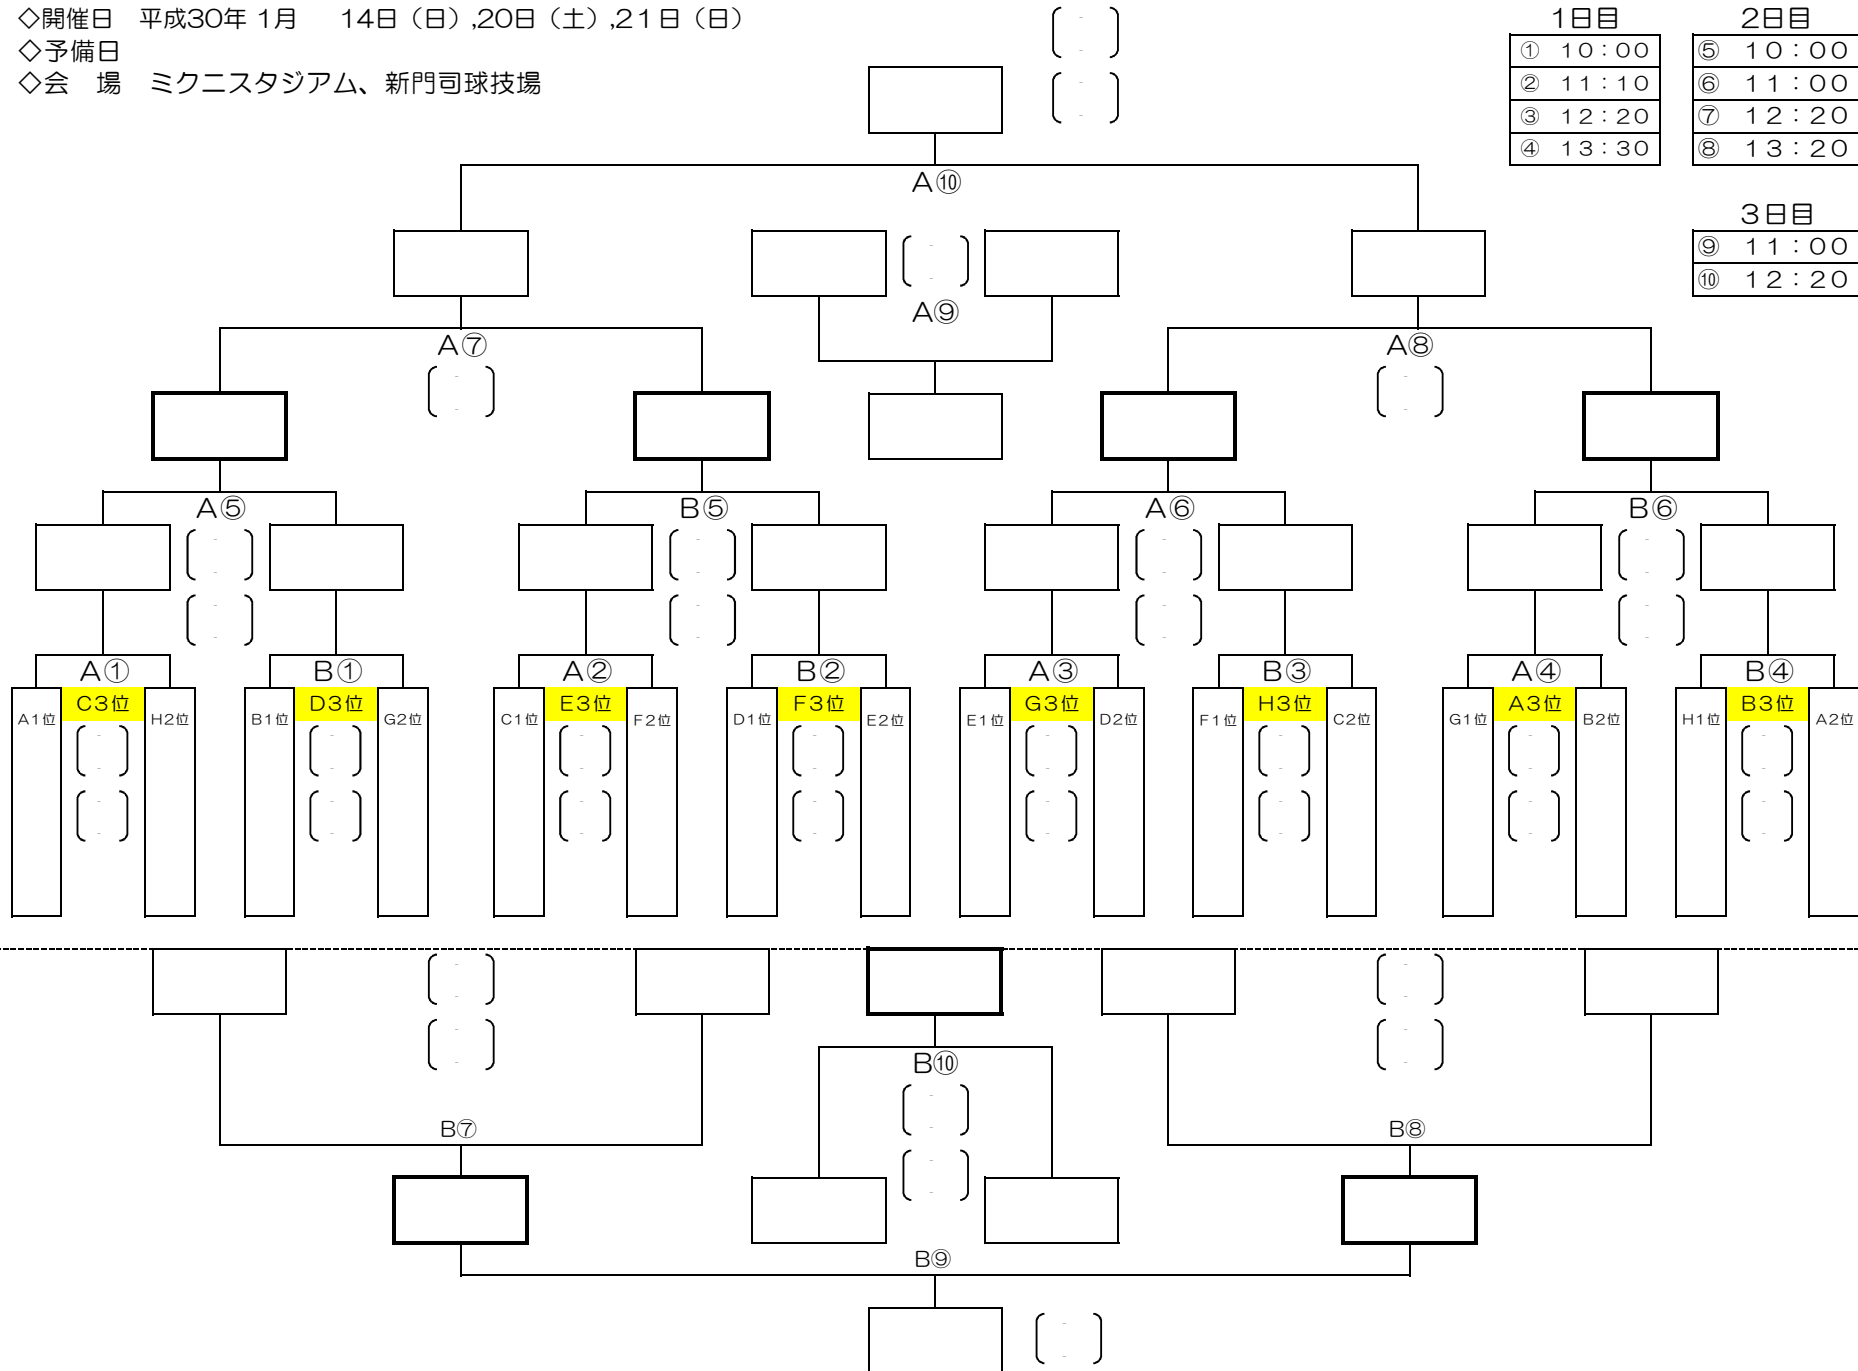 ◇開催日　平成30年 1月　14日（日）,20日（土）,21日（日）
◇予備日
◇会　場　ミクニスタジアム、新門司球技場
1日目
① 10：00
② 11：10
③ 12：20
④ 13：30
2日目
⑤ 10：00
⑥ 11：00
⑦ 12：20
⑧ 13：20
3日目
⑨ 11：00
⑩ 12：20
A⑩
A⑨
A⑦
A⑧
A⑤
B⑤
A⑥
B⑥
A①
B①
A②
B②
A③
B③
A④
B④
A1位 C3位 H2位
B1位 D3位 G2位
C1位 E3位 F2位
D1位 F3位 E2位
E1位 G3位 D2位
F1位 H3位 C2位
G1位 A3位 B2位
H1位 B3位 A2位
B⑩
B⑦
B⑧
B⑨